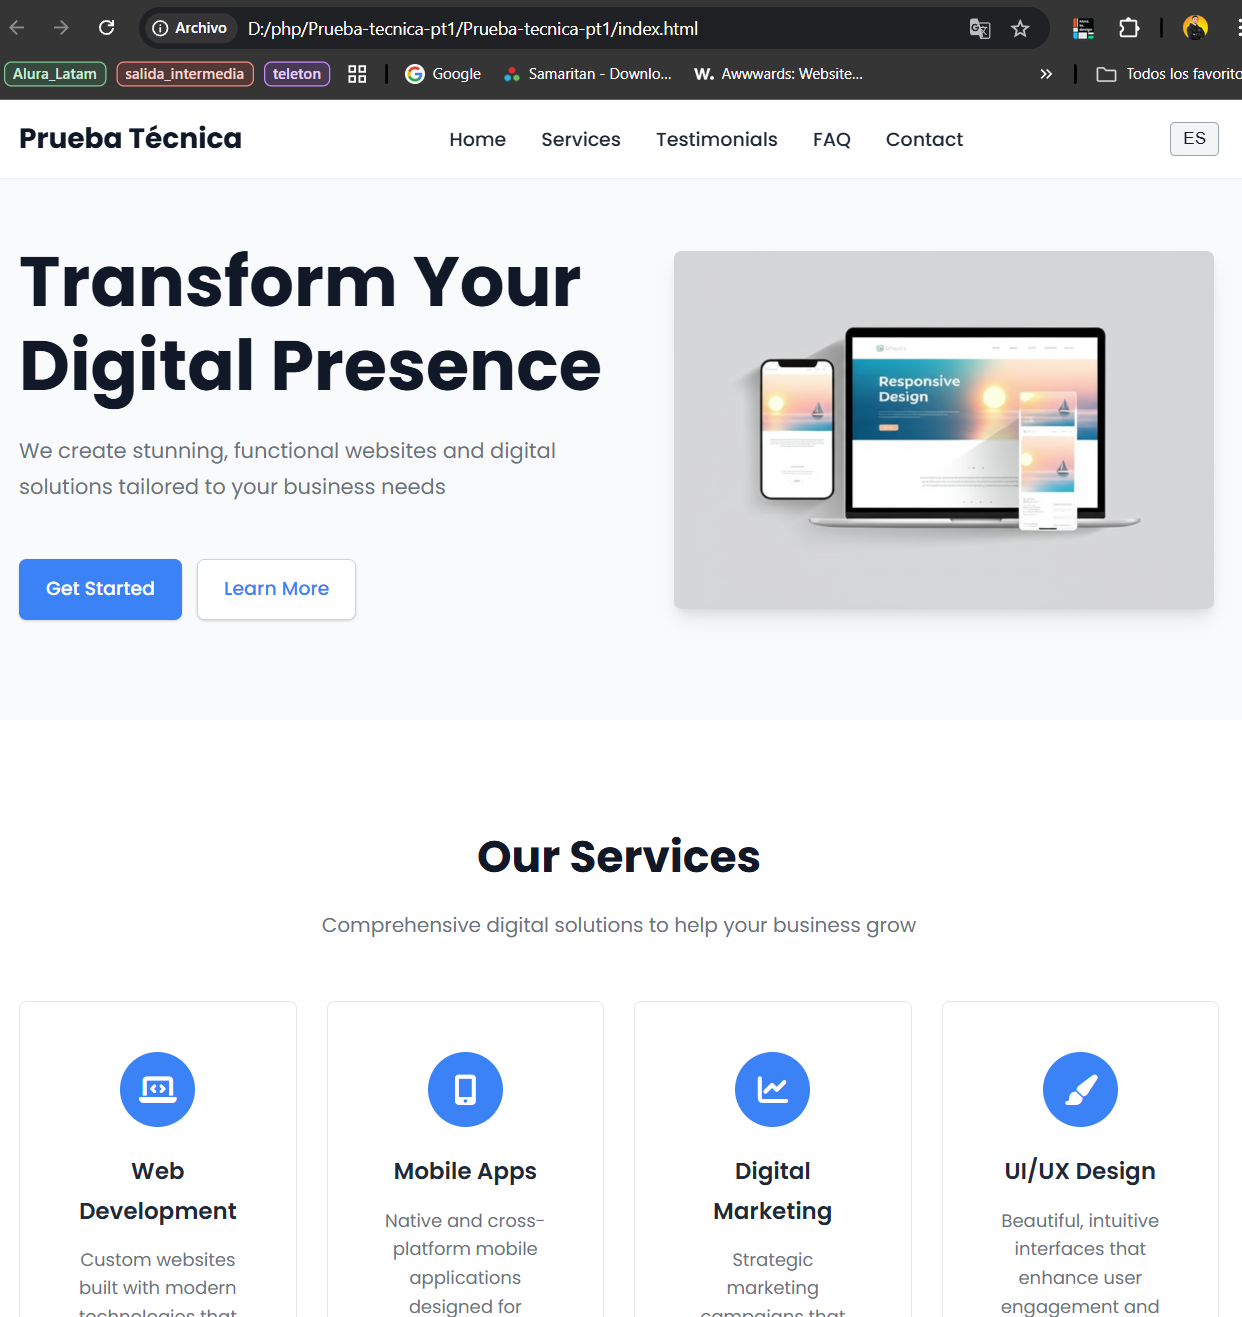 Archivo D:/php/Prueba-tecnica-pt1/Prueba-tecnica-pt1/index.html
Alura_Latam salida_intermedia teleton Google Samaritan - Downlo... W. Awwwards: Website... Todos los favorito
Prueba Técnica Home Services Testimonials FAQ Contact ES
Transform Your
Digital Presence
We create stunning, functional websites and digital
solutions tailored to your business needs
Get Started Learn More
Responsive
Design
Our Services
Comprehensive digital solutions to help your business grow
Web
Development
Custom websites
built with modern
technologies that
Mobile Apps
Native and cross-
platform mobile
applications
designed for
Digital
Marketing
Strategic
marketing
campaigns that
UI/UX Design
Beautiful, intuitive
interfaces that
enhance user
engagement and